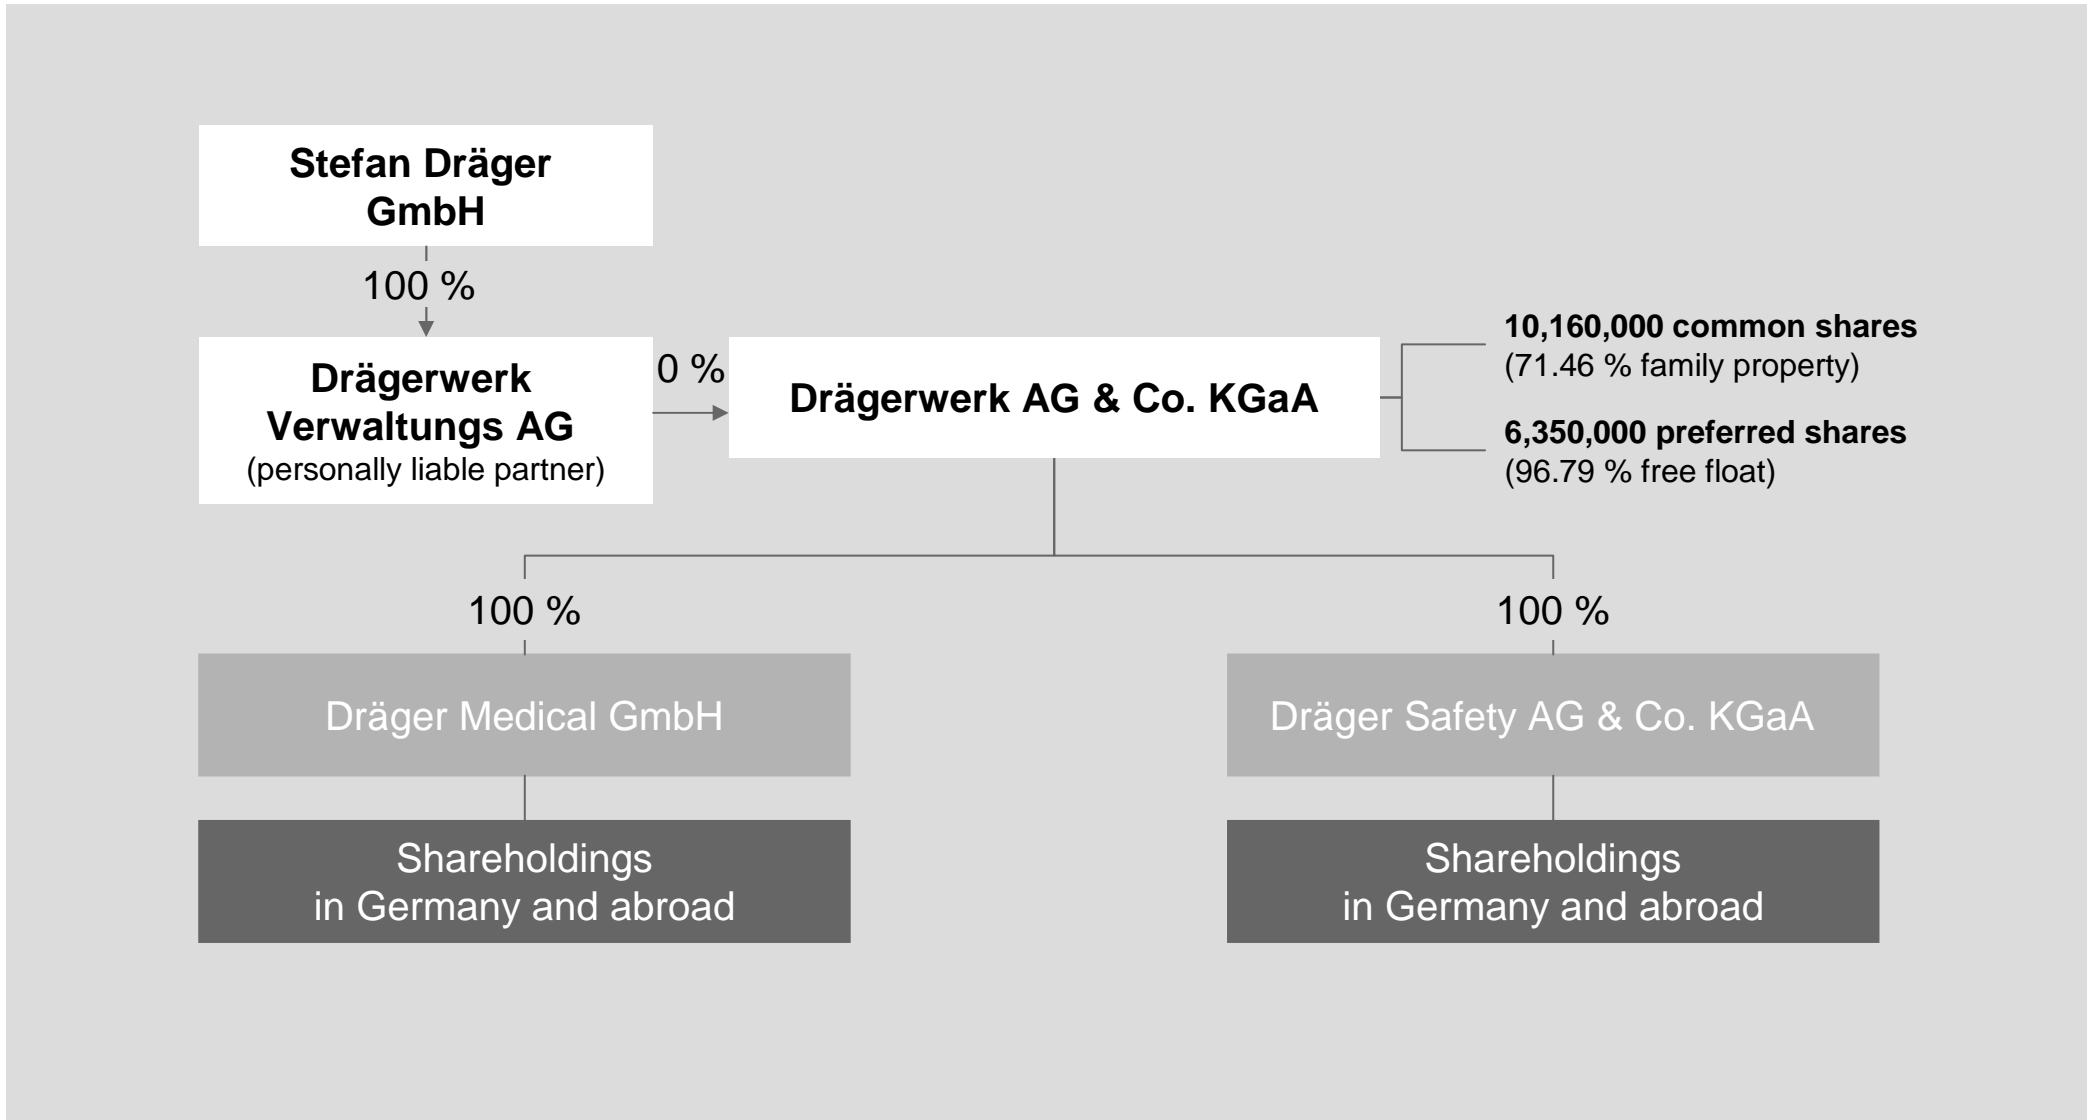 Stefan Dräger
GmbH
100 %
Drägerwerk
Verwaltungs AG
(personally liable partner)
0 %
Drägerwerk AG & Co. KGaA
10,160,000 common shares
(71.46 % family property)
6,350,000 preferred shares
(96.79 % free float)
100 %
100 %
Dräger Medical GmbH
Dräger Safety AG & Co. KGaA
Shareholdings
in Germany and abroad
Shareholdings
in Germany and abroad